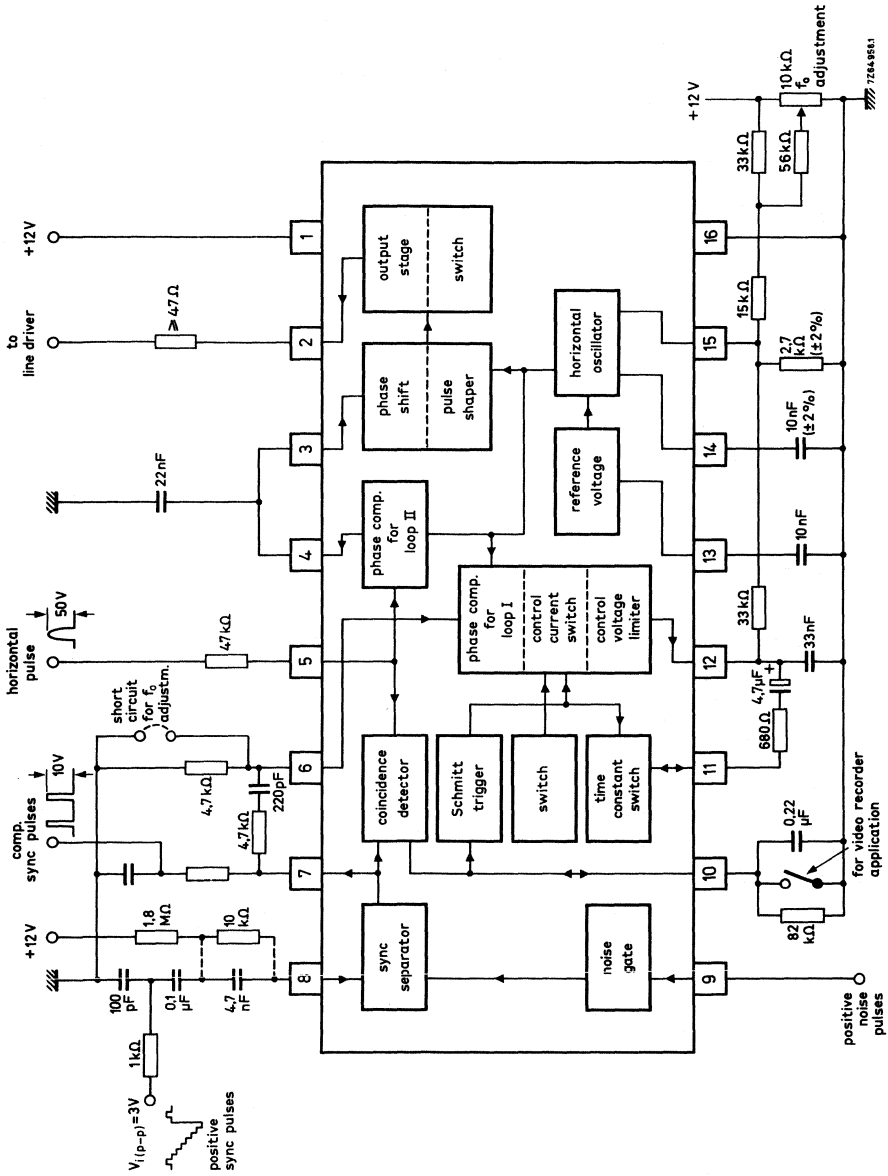 Vi(p-p)=3V
positive
sync pulses
1kΩ
100
pF
0,1
µF
4,7
nF
+12V
1,8
MΩ
10
kΩ
comp.
sync pulses
10V
4,7kΩ
4,7kΩ
220pF
short
circuit
for fo
adjustm.
horizontal
pulse
50V
47kΩ
22nF
to
line driver
≥47Ω
+12V
8
7
6
5
4
3
2
1
sync
separator
noise
gate
coincidence
detector
Schmitt
trigger
switch
time
constant
switch
phase comp.
for
loop II
phase comp.
for
loop I
control
current
switch
control
voltage
limiter
phase
shift
pulse
shaper
output
stage
switch
reference
voltage
horizontal
oscillator
9
10
11
12
13
14
15
16
positive
noise
pulses
82
kΩ
0,22
µF
for video recorder
application
680Ω
4,7µF
+
33nF
33kΩ
10nF
10nF
(±2%)
2,7
kΩ
(±2%)
15kΩ
33kΩ
56kΩ
+12V
10kΩ
fo
adjustment
7Z64958.1